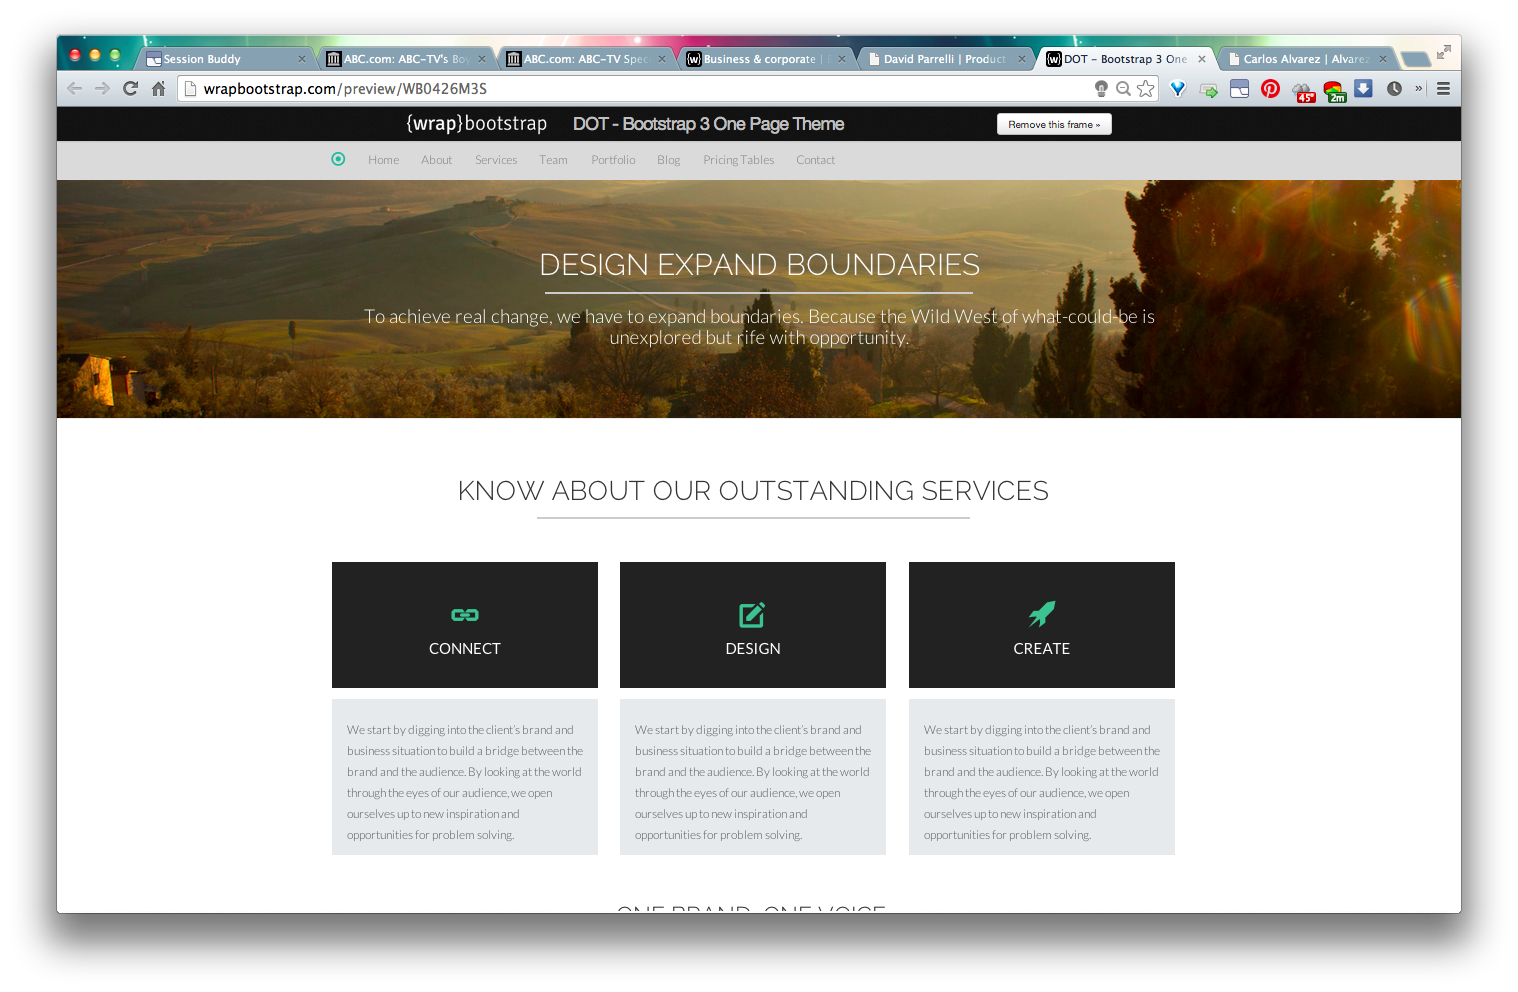 Session Buddy
ABC.com: ABC-TV's Bo
ABC.com: ABC-TV Spec
Business & corporate |
David Parrelli | Product
DOT - Bootstrap 3 One
Carlos Alvarez | Alvarez
wrapbootstrap.com/preview/WB0426M3S
45°
2m
»
{wrap}bootstrap DOT - Bootstrap 3 One Page Theme Remove this frame »
Home About Services Team Portfolio Blog Pricing Tables Contact
DESIGN EXPAND BOUNDARIES
To achieve real change, we have to expand boundaries. Because the Wild West of what-could-be is
unexplored but rife with opportunity.
KNOW ABOUT OUR OUTSTANDING SERVICES
CONNECT
We start by digging into the client's brand and
business situation to build a bridge between the
brand and the audience. By looking at the world
through the eyes of our audience, we open
ourselves up to new inspiration and
opportunities for problem solving.
DESIGN
We start by digging into the client's brand and
business situation to build a bridge between the
brand and the audience. By looking at the world
through the eyes of our audience, we open
ourselves up to new inspiration and
opportunities for problem solving.
CREATE
We start by digging into the client's brand and
business situation to build a bridge between the
brand and the audience. By looking at the world
through the eyes of our audience, we open
ourselves up to new inspiration and
opportunities for problem solving.
ONE BRAND, ONE VOICE